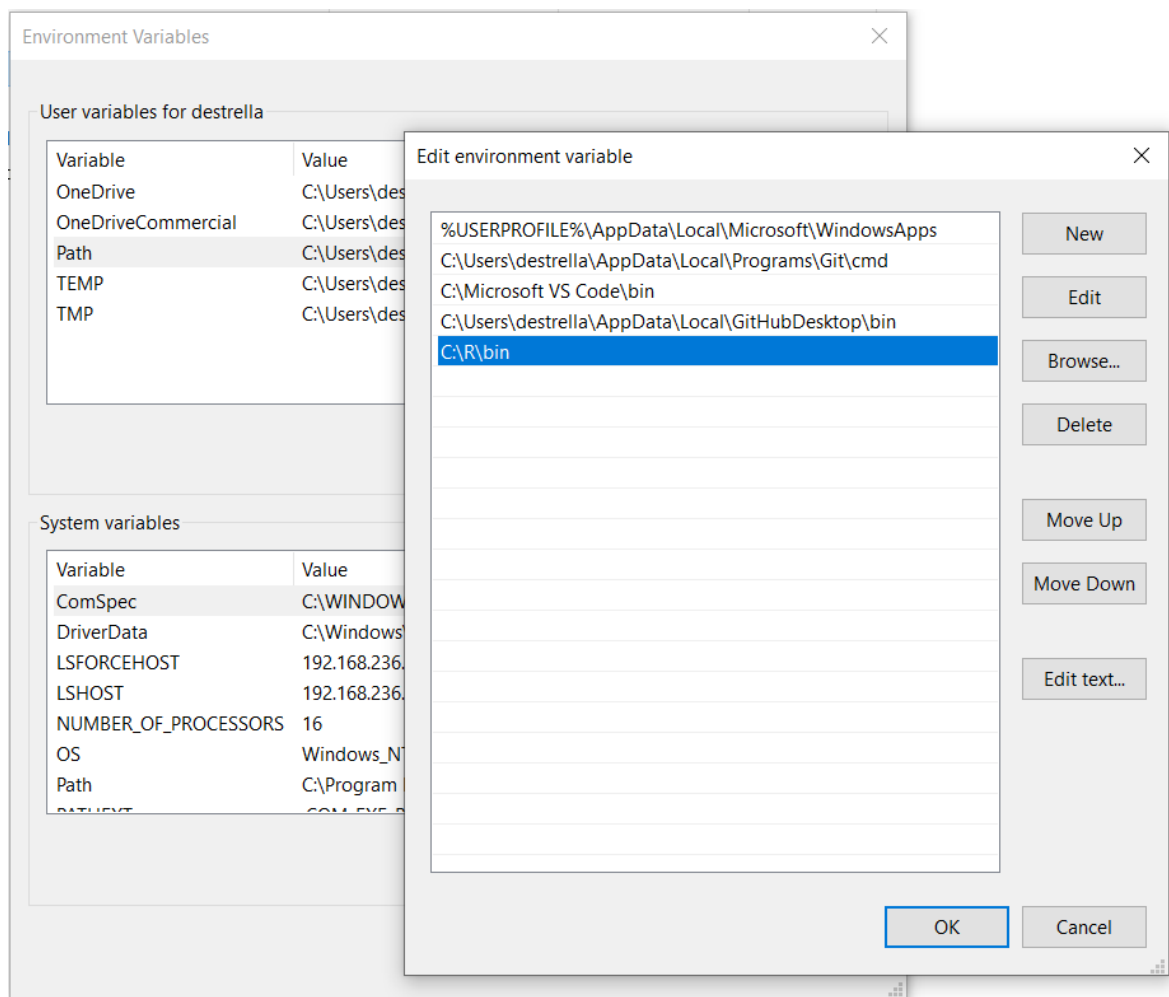 Environment Variables
User variables for destrella
Variable Value
OneDrive C:\Users\des
OneDriveCommercial C:\Users\des
Path C:\Users\des
TEMP C:\Users\des
TMP C:\Users\des
System variables
Variable Value
ComSpec C:\WINDOW
DriverData C:\Windows\
LSFORCEHOST 192.168.236.
LSHOST 192.168.236.
NUMBER_OF_PROCESSORS 16
OS Windows_NT
Path C:\Program
PATHEXT .COM;.EXE;.B
Edit environment variable
%USERPROFILE%\AppData\Local\Microsoft\WindowsApps
C:\Users\destrella\AppData\Local\Programs\Git\cmd
C:\Microsoft VS Code\bin
C:\Users\destrella\AppData\Local\GitHubDesktop\bin
C:\R\bin
New
Edit
Browse...
Delete
Move Up
Move Down
Edit text...
OK
Cancel